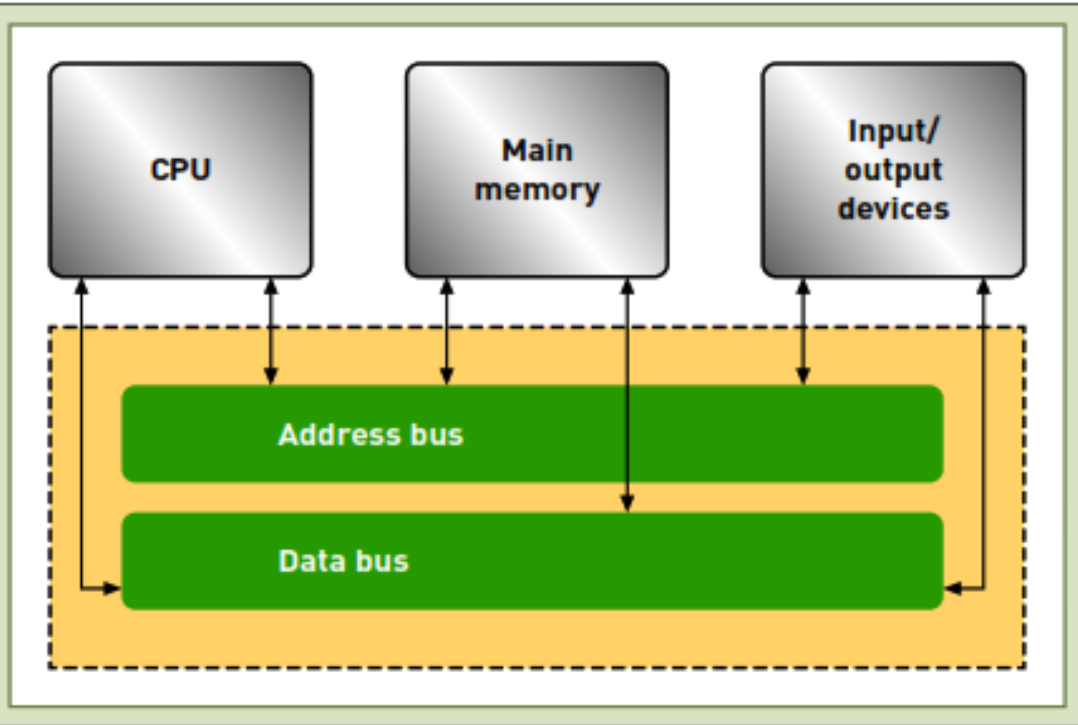 CPU
Main
memory
Input/
output
devices
Address bus
Data bus